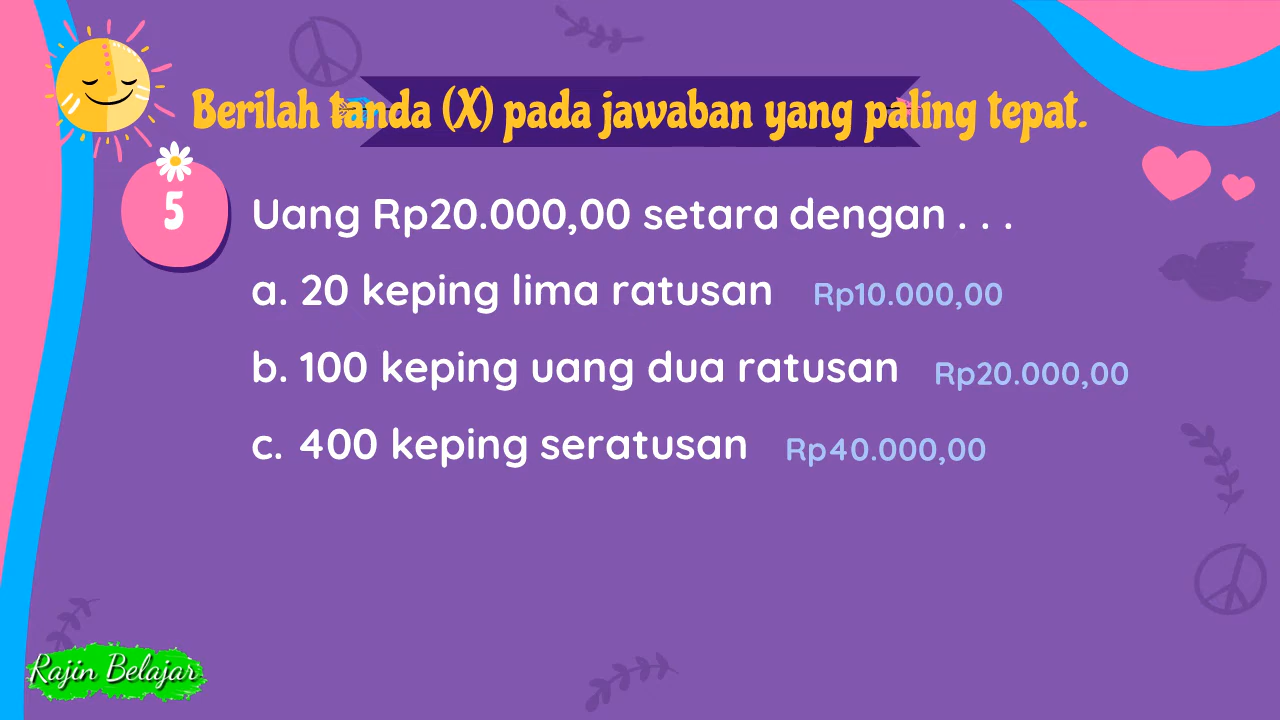 Berilah tanda (X) pada jawaban yang paling tepat.
5
Uang Rp20.000,00 setara dengan . . .
a. 20 keping lima ratusan Rp10.000,00
b. 100 keping uang dua ratusan Rp20.000,00
c. 400 keping seratusan Rp40.000,00
Rajin Belajar